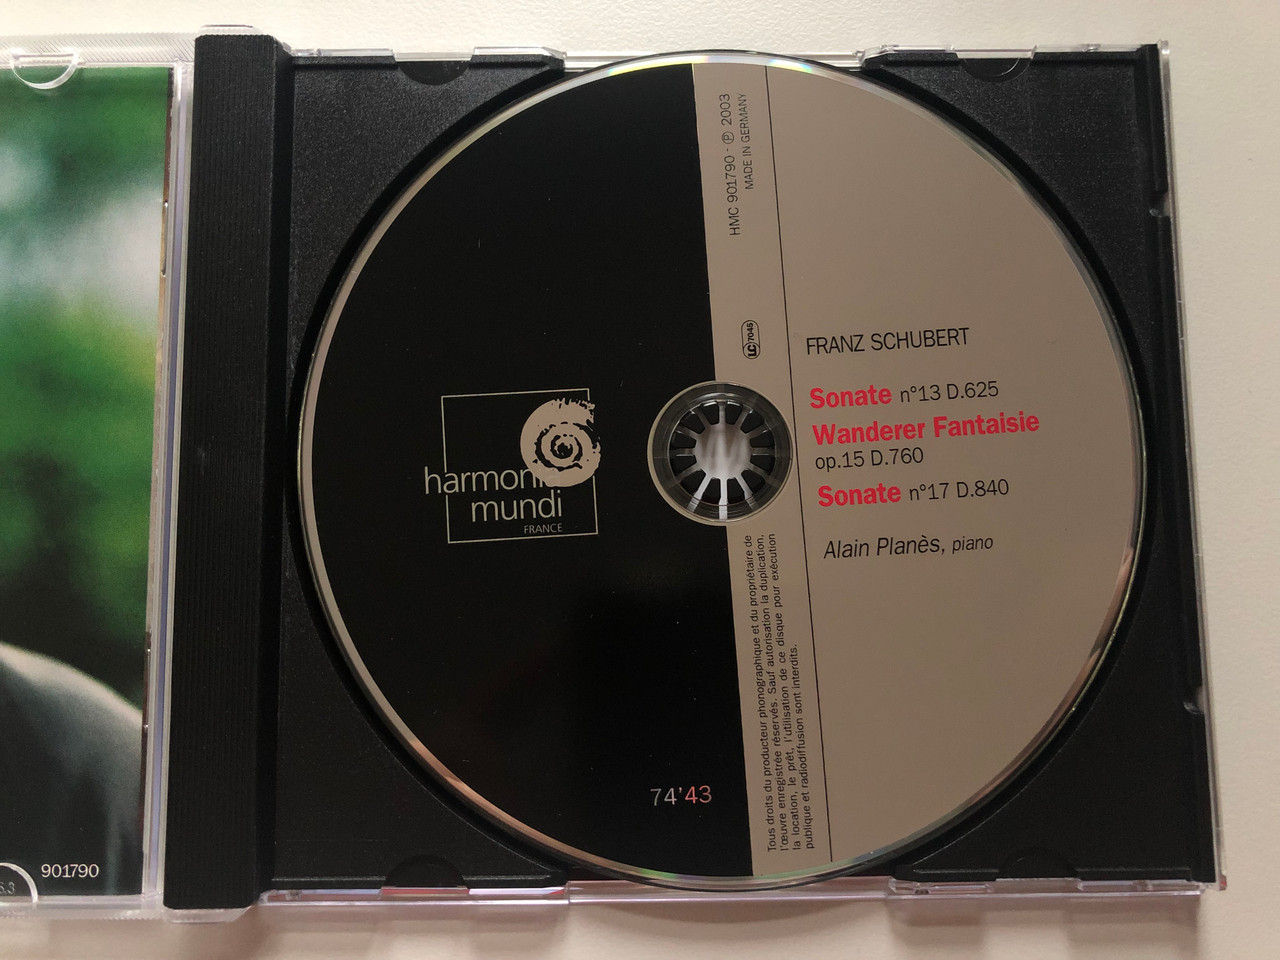 HMC 901790 · ℗ 2003
MADE IN GERMANY
LC 7045
FRANZ SCHUBERT
Sonate n°13 D.625
Wanderer Fantaisie
op.15 D.760
Sonate n°17 D.840
Alain Planès, piano
harmonia
mundi
FRANCE
74'43
Tous droits du producteur phonographique et du propriétaire de
l'œuvre enregistrée réservés. Sauf autorisation la duplication,
la location, le prêt, l'utilisation de ce disque pour exécution
publique et radiodiffusion sont interdits.
901790